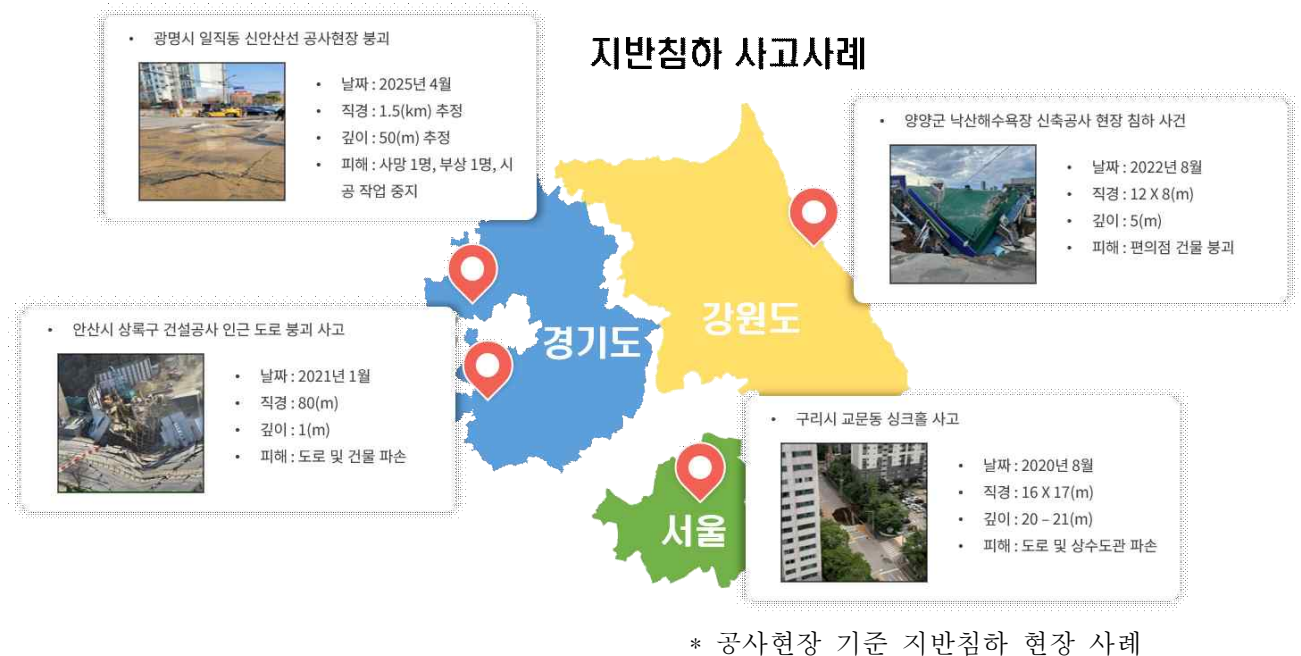 지반침하 사고사례
• 광명시 일직동 신안산선 공사현장 붕괴
• 날짜 : 2025년 4월
• 직경 : 1.5(km) 추정
• 깊이 : 50(m) 추정
• 피해 : 사망 1명, 부상 1명, 시
공 작업 중지
• 양양군 낙산해수욕장 신축공사 현장 침하 사건
• 날짜 : 2022년 8월
• 직경 : 12 X 8(m)
• 깊이 : 5(m)
• 피해 : 편의점 건물 붕괴
강원도
경기도
• 안산시 상록구 건설공사 인근 도로 붕괴 사고
• 날짜 : 2021년 1월
• 직경 : 80(m)
• 깊이 : 1(m)
• 피해 : 도로 및 건물 파손
• 구리시 교문동 싱크홀 사고
• 날짜 : 2020년 8월
• 직경 : 16 X 17(m)
• 깊이 : 20 – 21(m)
• 피해 : 도로 및 상수도관 파손
서울
* 공사현장 기준 지반침하 현장 사례